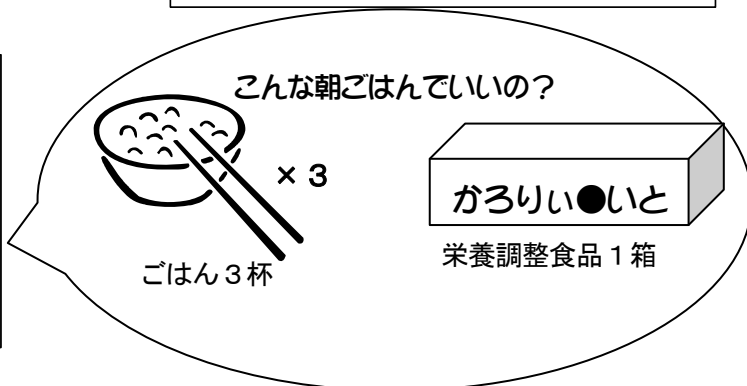 こんな朝ごはんでいいの？
×３
かろりぃ●いと
ごはん３杯
栄養調整食品１箱